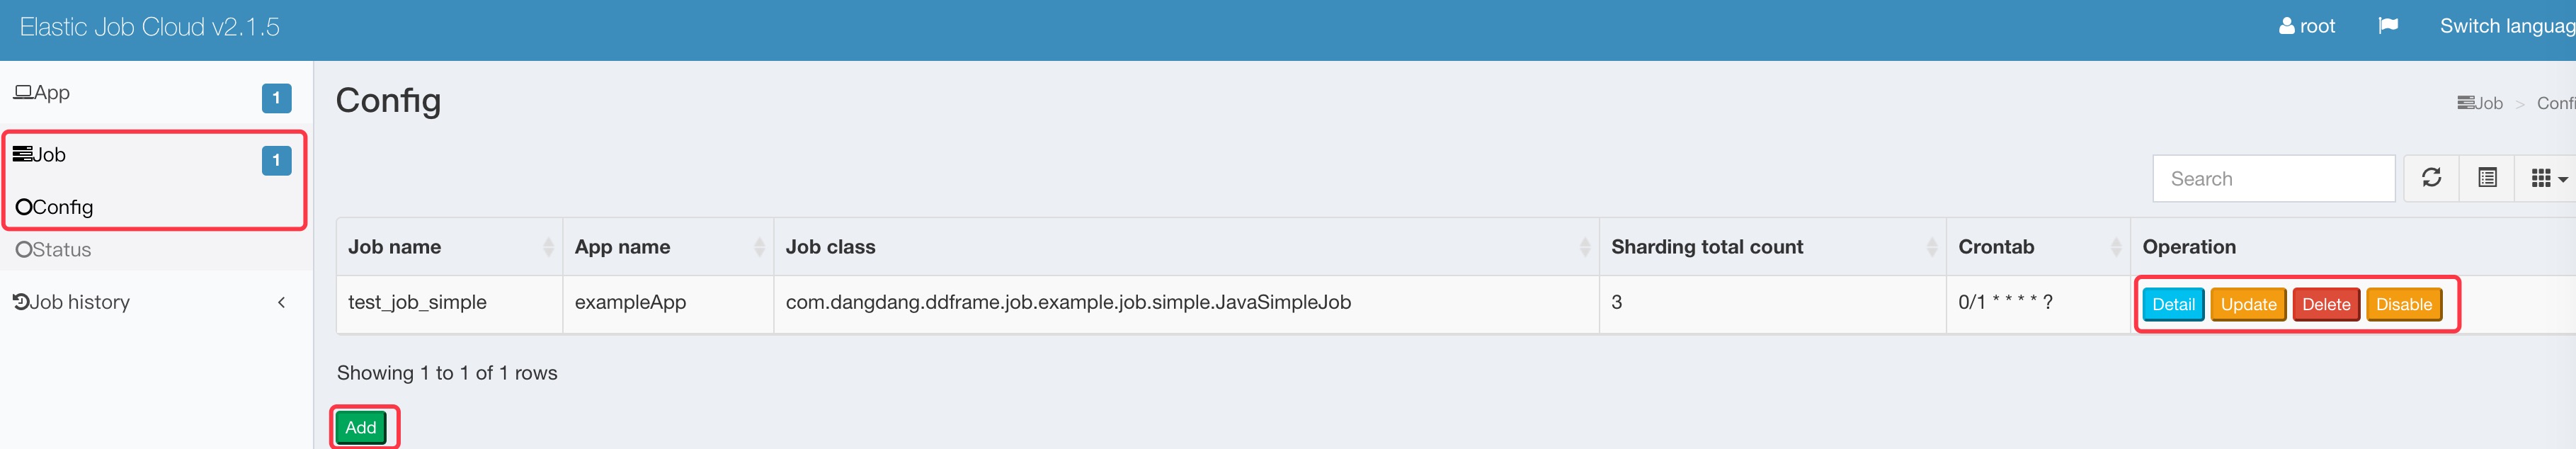 Elastic Job Cloud v2.1.5
root
Switch languag
App
1
Job
1
Config
Status
Job history
Config
Job > Confi
Search
Job name App name Job class Sharding total count Crontab Operation
test_job_simple exampleApp com.dangdang.ddframe.job.example.job.simple.JavaSimpleJob 3 0/1 * * * * ? Detail Update Delete Disable
Showing 1 to 1 of 1 rows
Add